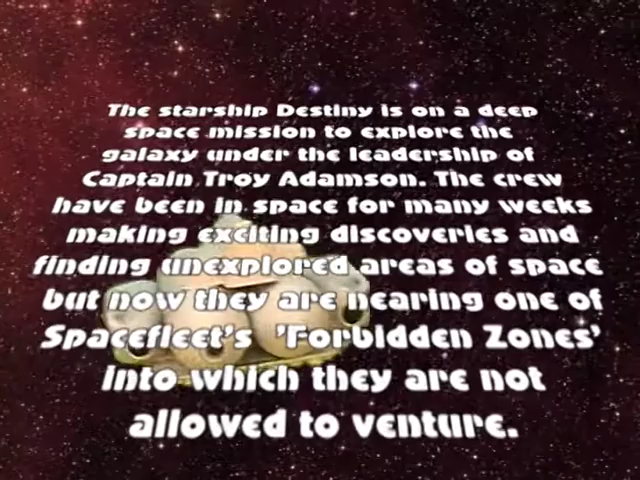 The starship Destiny is on a deep
space mission to explore the
galaxy under the leadership of
Captain Troy Adamson. The crew
have been in space for many weeks
making exciting discoveries and
finding unexplored areas of space
but now they are nearing one of
Spacefleet's 'Forbidden Zones'
into which they are not
allowed to venture.